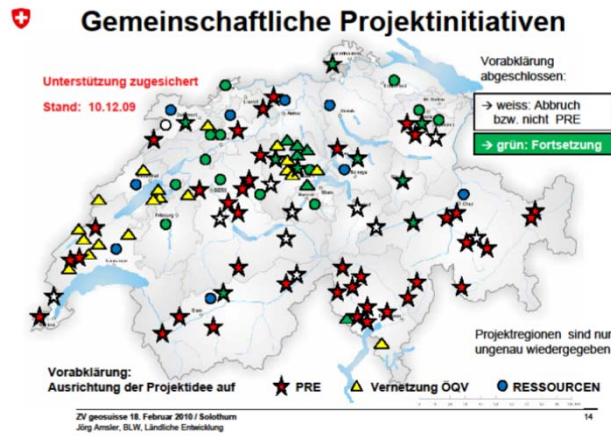 Gemeinschaftliche Projektinitiativen
Unterstützung zugesichert
Stand: 10.12.09
Vorabklärung
abgeschlossen:
→ weiss: Abbruch
bzw. nicht PRE
→ grün: Fortsetzung
Projektregionen sind nur
ungenau wiedergegeben
Vorabklärung:
Ausrichtung der Projektidee auf
PRE
Vernetzung ÖQV
RESSOURCEN
ZV geosuisse 18. Februar 2010 / Solothurn
Jörg Amsler, BLW, Ländliche Entwicklung
14